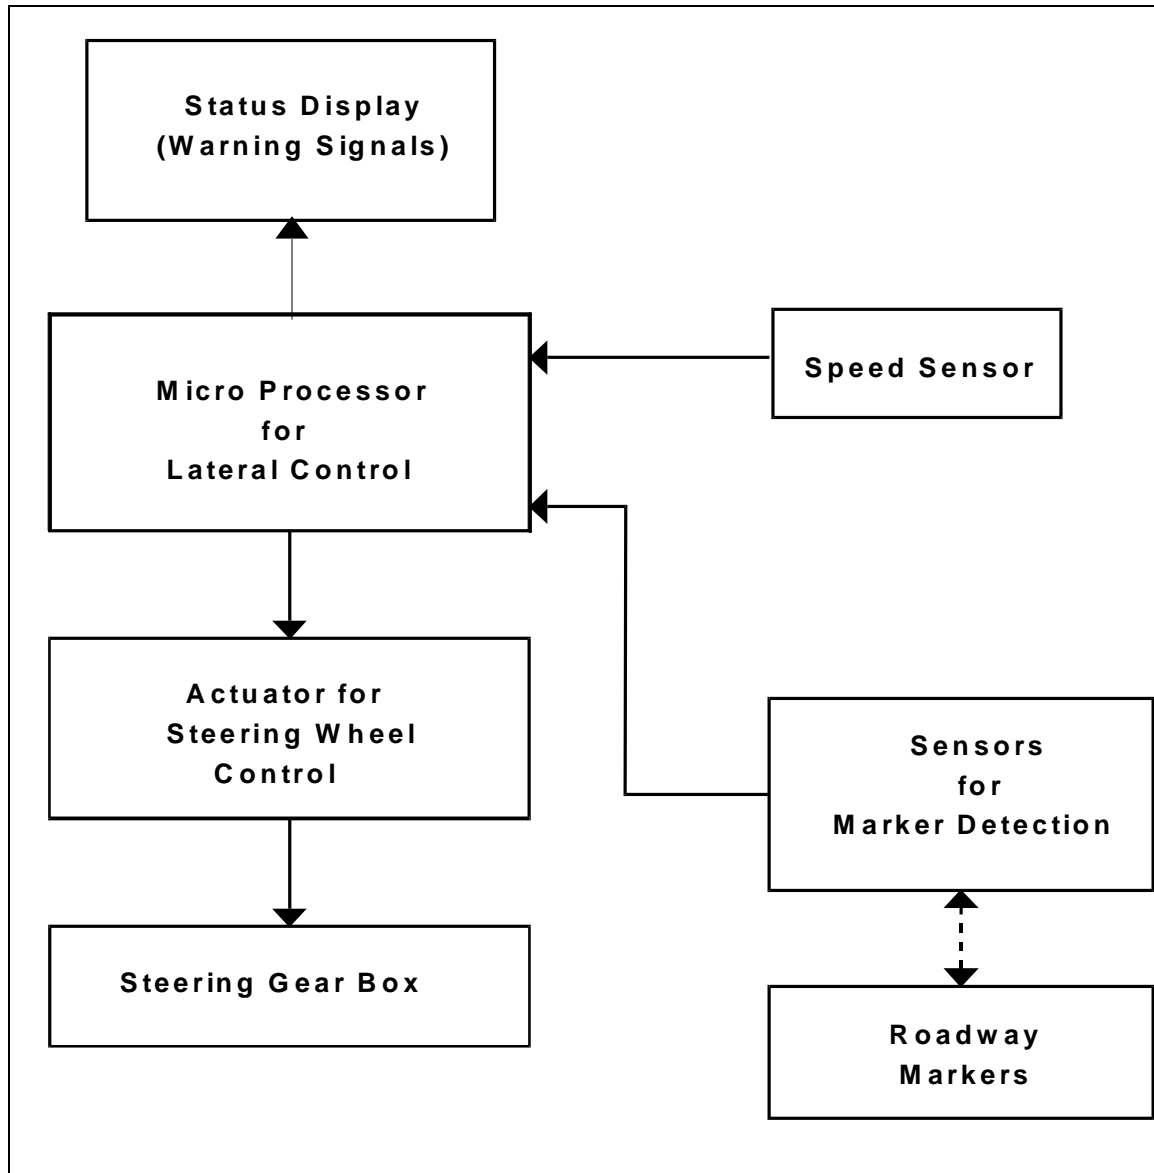 Status Display
(Warning Signals)
Micro Processor
for
Lateral Control
Speed Sensor
Actuator for
Steering Wheel
Control
Sensors
for
Marker Detection
Steering Gear Box
Roadway
Markers